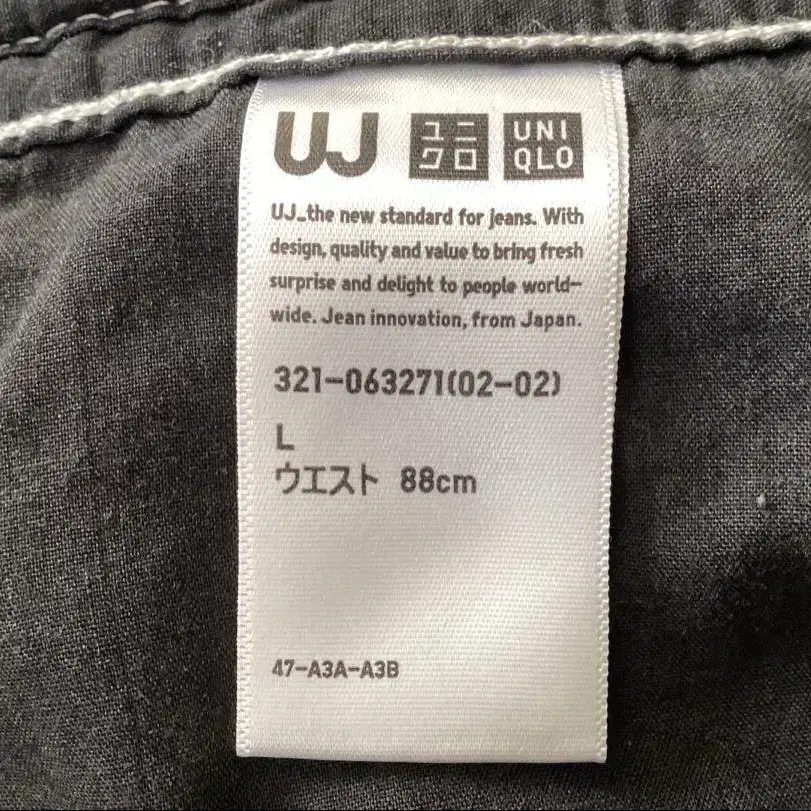 UJ ユニクロ UNIQLO
UJ_the new standard for jeans. With
design, quality and value to bring fresh
surprise and delight to people world-
wide. Jean innovation, from Japan.
321-063271(02-02)
L
ウエスト 88cm
47-A3A-A3B